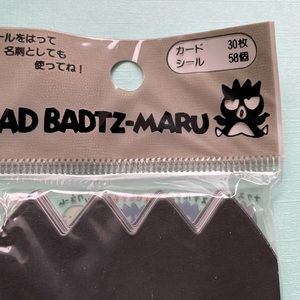 ールをはって
名刺としても
使ってね!
カード 30枚
シール 58個
AD BADTZ-MARU